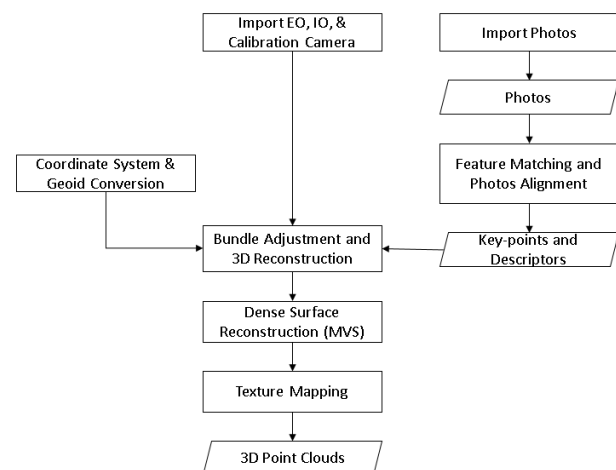 Import EO, IO, &
Calibration Camera
Import Photos
Photos
Coordinate System &
Geoid Conversion
Feature Matching and
Photos Alignment
Bundle Adjustment and
3D Reconstruction
Key-points and
Descriptors
Dense Surface
Reconstruction (MVS)
Texture Mapping
3D Point Clouds